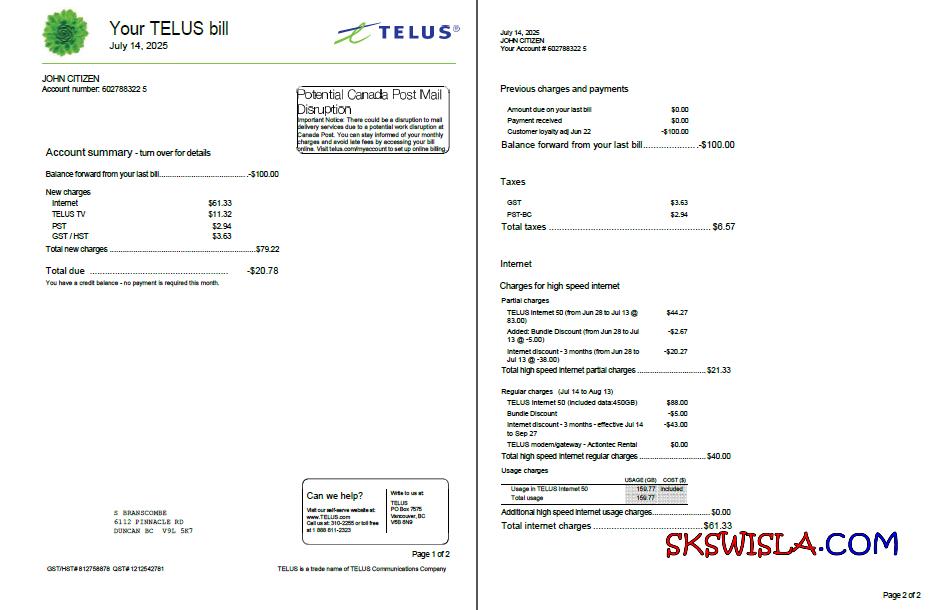 Your TELUS bill
July 14, 2025
TELUS®
JOHN CITIZEN
Account number: 602788322 5
Potential Canada Post Mail
Disruption
Important Notice: There could be a disruption to mail
delivery services due to a potential work disruption at
Canada Post. You can stay informed of your monthly
charges and avoid late fees by accessing your bill
online. Visit telus.com/myaccount to set up online billing.
Account summary - turn over for details
Balance forward from your last bill..................................-$100.00
New charges
Internet $61.33
TELUS TV $11.32
PST $2.94
GST / HST $3.63
Total new charges ..........................................................$79.22
Total due .................................................. -$20.78
You have a credit balance - no payment is required this month.
S BRANSCOMBE
6112 PINNACLE RD
DUNCAN BC V9L 5K7
Can we help?
Visit our self-serve website at:
www.TELUS.com
Call us at: 310-2255 or toll free
at 1 888 811-2323
Write to us at:
TELUS
PO Box 7575
Vancouver, BC
V6B 8N9
Page 1 of 2
GST/HST# 812758878 QST# 1212542781
TELUS is a trade name of TELUS Communications Company
July 14, 2025
JOHN CITIZEN
Your Account # 602788322 5
Previous charges and payments
Amount due on your last bill $0.00
Payment received $0.00
Customer loyalty adj Jun 22 -$100.00
Balance forward from your last bill....................-$100.00
Taxes
GST $3.63
PST-BC $2.94
Total taxes ......................................................... $6.57
Internet
Charges for high speed internet
Partial charges
TELUS Internet 50 (from Jun 28 to Jul 13 @ $44.27
83.00)
Added: Bundle Discount (from Jun 28 to Jul -$2.67
13 @ -5.00)
Internet discount - 3 months (from Jun 28 to -$20.27
Jul 13 @ -38.00)
Total high speed internet partial charges ............................$21.33
Regular charges (Jul 14 to Aug 13)
TELUS Internet 50 (included data:450GB) $88.00
Bundle Discount -$5.00
Internet discount - 3 months - effective Jul 14 -$43.00
to Sep 27
TELUS modem/gateway - Actiontec Rental $0.00
Total high speed internet regular charges ..........................$40.00
Usage charges
USAGE (GB) COST ($)
Usage in TELUS Internet 50 159.77 included
Total usage 159.77
Additional high speed internet usage charges.....................$0.00
Total internet charges .......................................$61.33
SKSWISLA.COM
Page 2 of 2